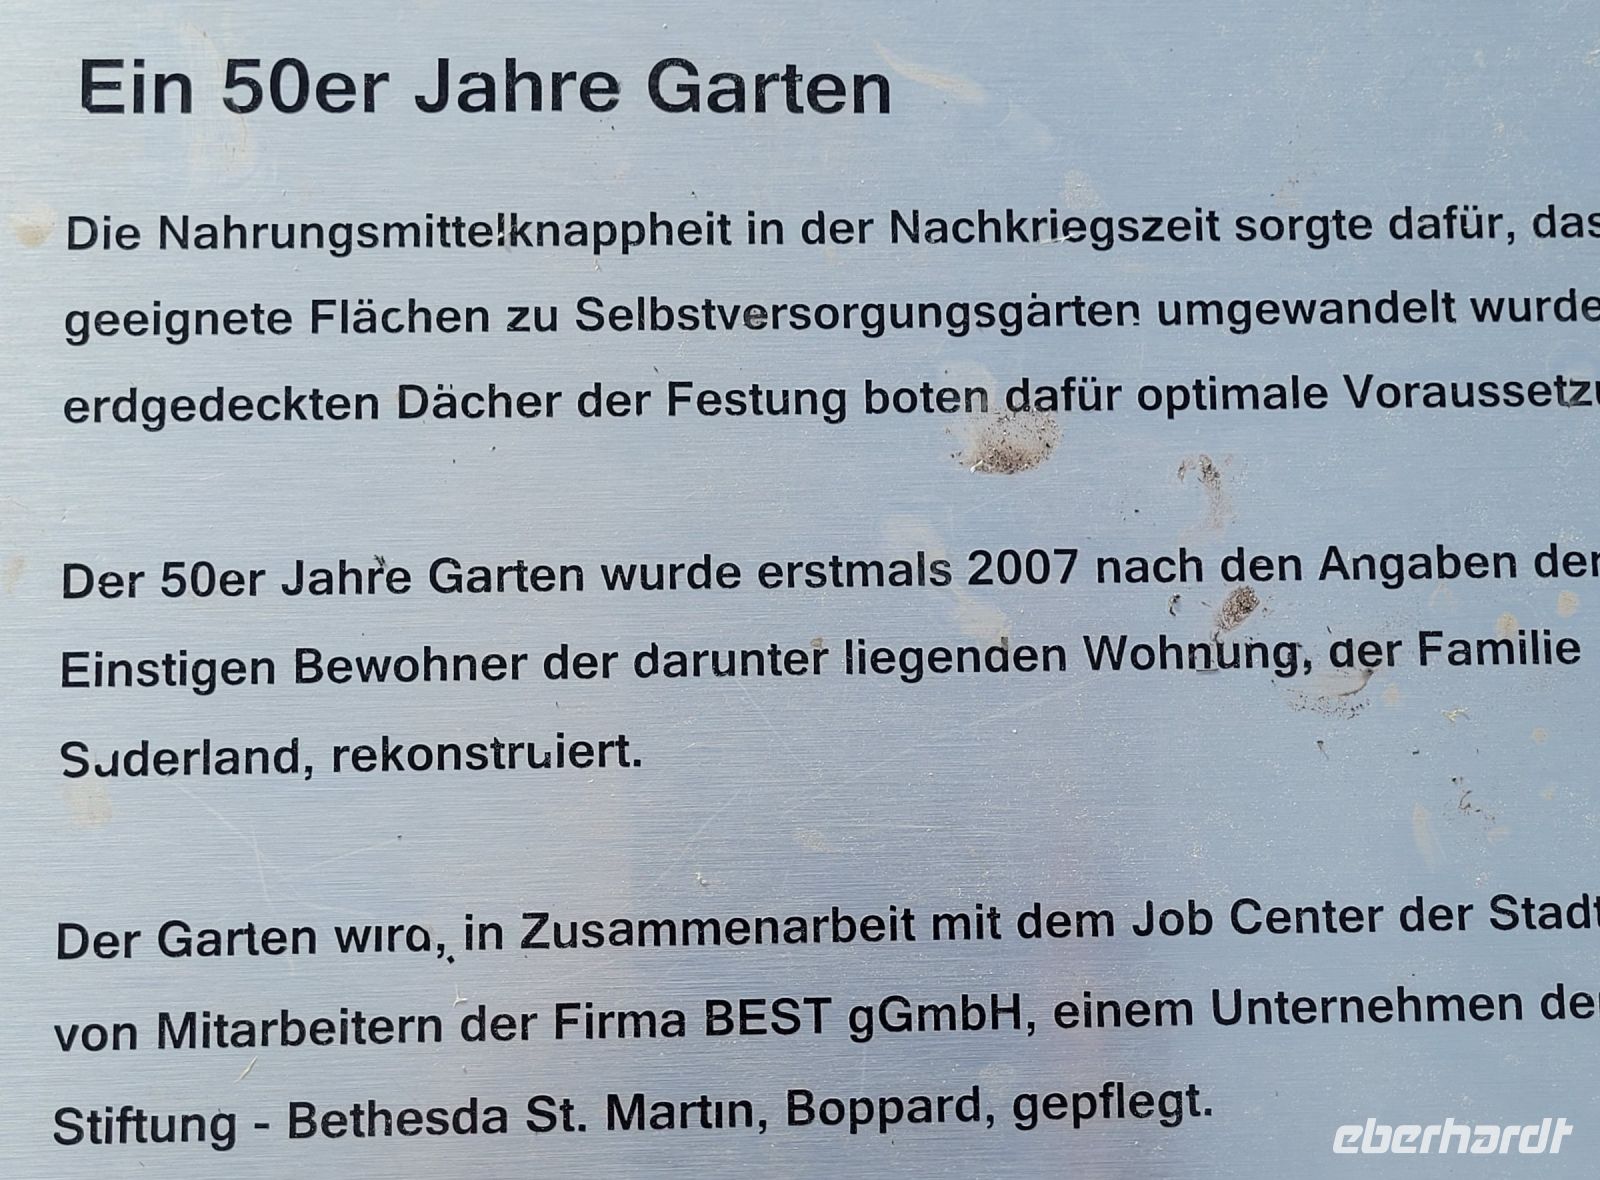 Ein 50er Jahre Garten
Die Nahrungsmittelknappheit in der Nachkriegszeit sorgte dafür, das
geeignete Flächen zu Selbstversorgungsgärten umgewandelt wurde
erdgedeckten Dächer der Festung boten dafür optimale Voraussetzu
Der 50er Jahre Garten wurde erstmals 2007 nach den Angaben der
Einstigen Bewohner der darunter liegenden Wohnung, der Familie
Suderland, rekonstruiert.
Der Garten wird, in Zusammenarbeit mit dem Job Center der Stadt
von Mitarbeitern der Firma BEST gGmbH, einem Unternehmen der
Stiftung - Bethesda St. Martin, Boppard, gepflegt.
eberhardt